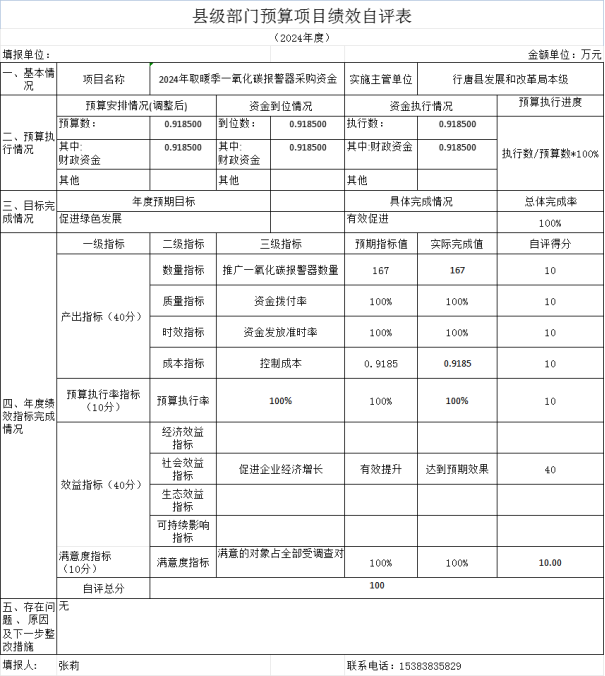 县级部门预算项目绩效自评表
（2024年度）
填报单位： 金额单位：万元
一、基本情况 项目名称 2024年取暖季一氧化碳报警器采购资金 实施主管单位 行唐县发展和改革局本级
二、预算执行情况 预算安排情况(调整后) 资金到位情况 资金执行情况 预算执行进度
预算数： 0.918500 到位数： 0.918500 执行数： 0.918500 执行数/预算数*100%
其中:财政资金 0.918500 其中:财政资金 0.918500 其中:财政资金 0.918500
其他 其他 其他
三、目标完成情况 年度预期目标 具体完成情况 总体完成率
促进绿色发展 有效促进 100%
四、年度绩效指标完成情况 一级指标 二级指标 三级指标 预期指标值 实际完成值 自评得分
产出指标（40分） 数量指标 推广一氧化碳报警器数量 167 167 10
质量指标 资金拨付率 100% 100% 10
时效指标 资金发放准时率 100% 100% 10
成本指标 控制成本 0.9185 0.9185 10
预算执行率指标（10分） 预算执行率 100% 100% 100% 10
效益指标（40分） 经济效益指标
社会效益指标 促进企业经济增长 有效提升 达到预期效果 40
生态效益指标
可持续影响指标
满意度指标（10分） 满意度指标 满意的对象占全部受调查对 100% 100% 10.00
自评总分 100
五、存在问题、原因及下一步整改措施 无
填报人： 张莉 联系电话：15383835829